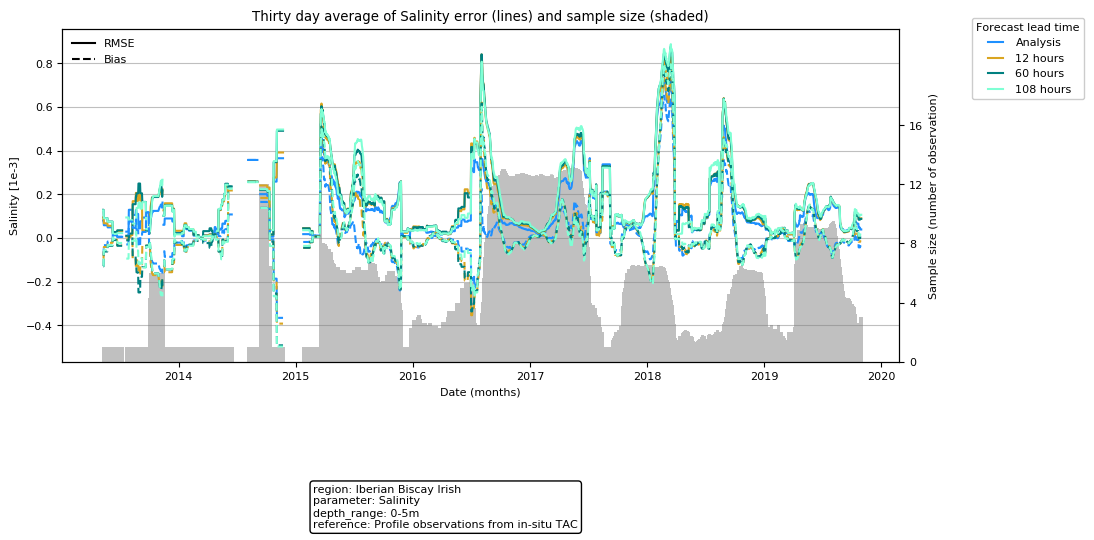 Thirty day average of Salinity error (lines) and sample size (shaded)
Forecast lead time
Analysis
12 hours
60 hours
108 hours
RMSE
Bias
Salinity [1e-3]
0.8
0.6
0.4
0.2
0.0
−0.2
−0.4
Sample size (number of observation)
16
12
8
4
0
2014
2015
2016
2017
2018
2019
2020
Date (months)
region: Iberian Biscay Irish
parameter: Salinity
depth_range: 0-5m
reference: Profile observations from in-situ TAC